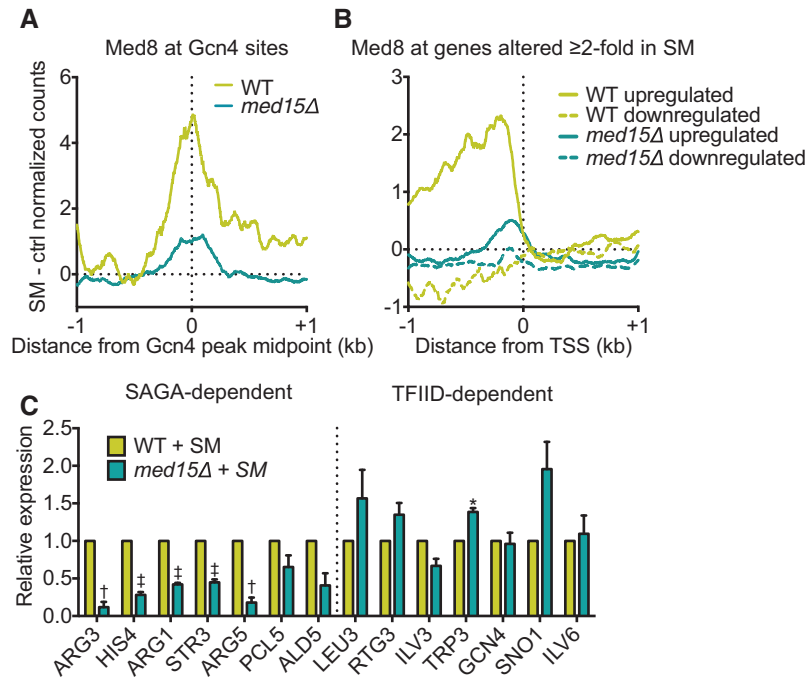 A
Med8 at Gcn4 sites
SM - ctrl normalized counts
6
4
2
0
WT
med15Δ
-1
0
+1
Distance from Gcn4 peak midpoint (kb)
B
Med8 at genes altered ≥2-fold in SM
3
2
1
0
-1
WT upregulated
WT downregulated
med15Δ upregulated
med15Δ downregulated
-1
0
+1
Distance from TSS (kb)
C
SAGA-dependent
TFIID-dependent
Relative expression
2.5
2.0
1.5
1.0
0.5
0.0
WT + SM
med15Δ + SM
†
‡
‡
‡
†
*
ARG3
HIS4
ARG1
STR3
ARG5
PCL5
ALD5
LEU3
RTG3
ILV3
TRP3
GCN4
SNO1
ILV6